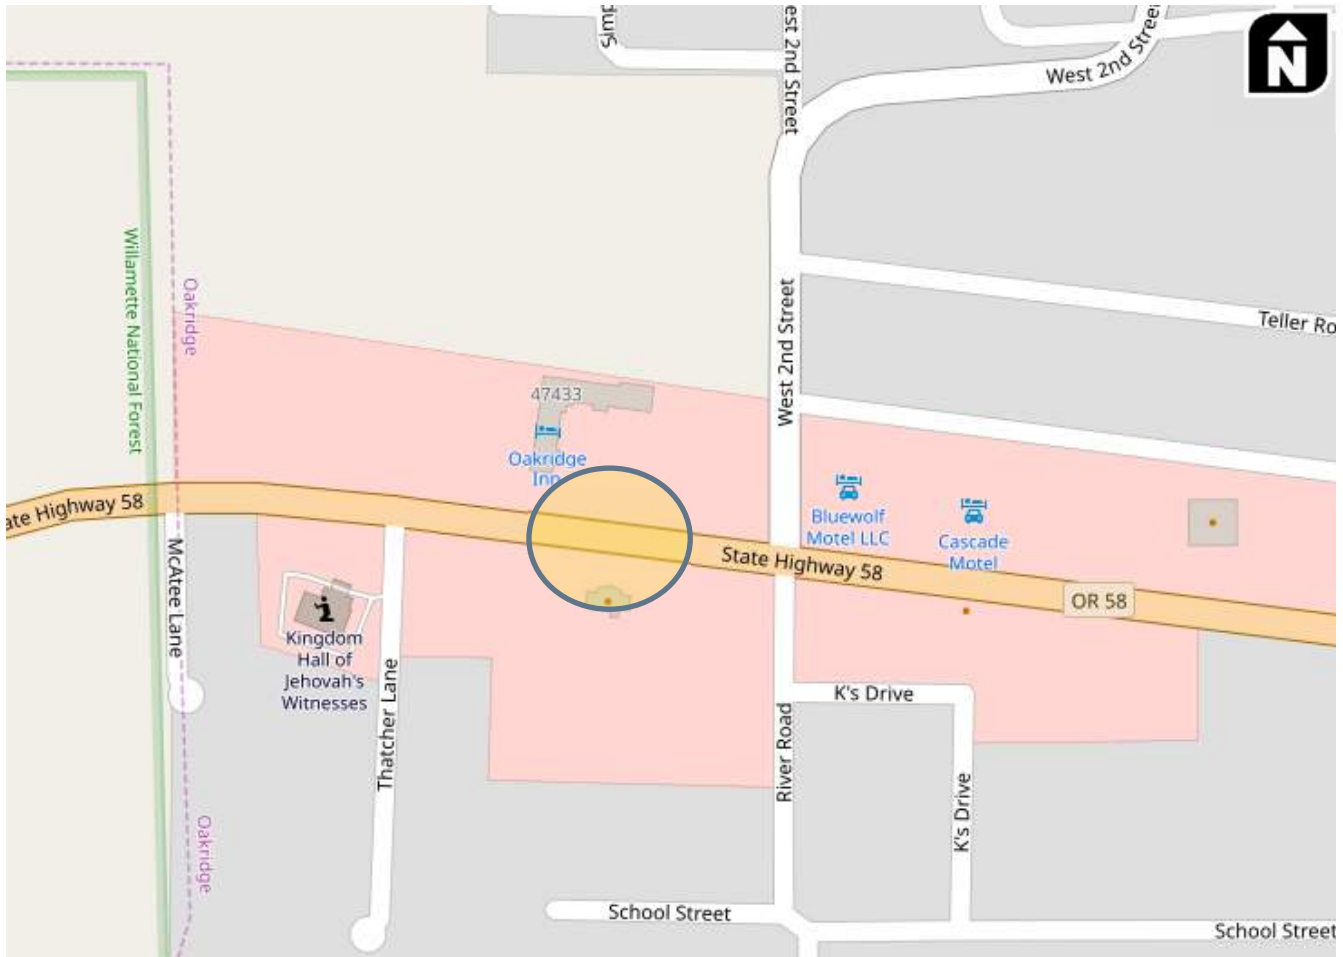 Simp
est 2nd Street
West 2nd Street
N
Willamette National Forest
Oakridge
West 2nd Street
Teller Ro
47433
Oakridge
Inn
ate Highway 58
Bluewolf
Motel LLC
Cascade
Motel
State Highway 58
OR 58
McAtee Lane
Kingdom
Hall of
Jehovah's
Witnesses
Thatcher Lane
River Road
K's Drive
K's Drive
Oakridge
School Street
School Street